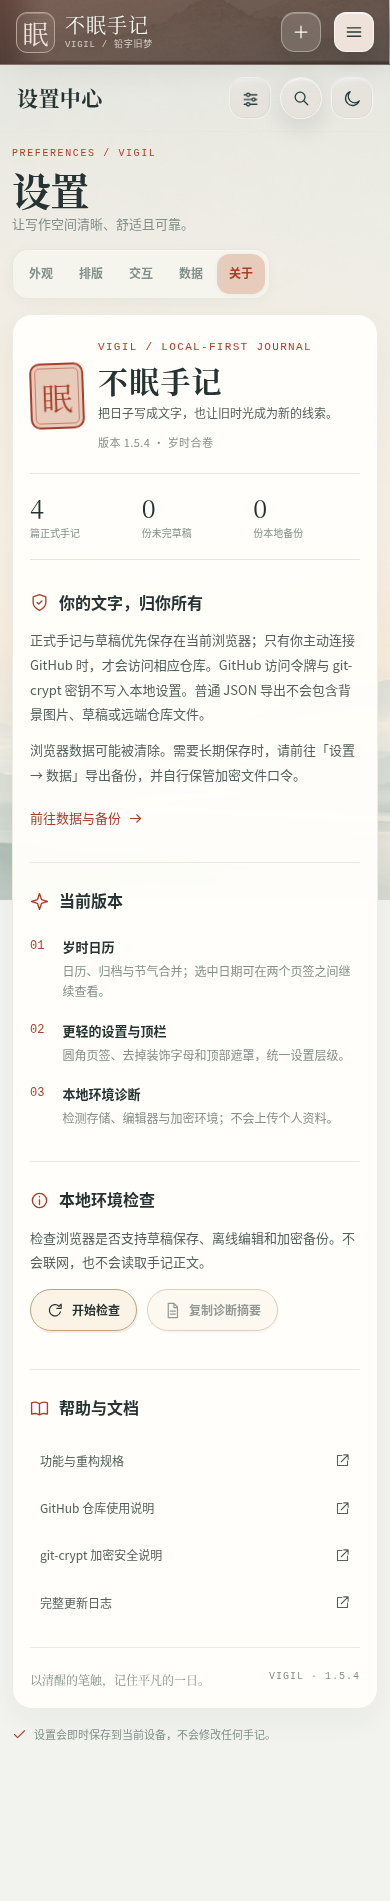 眠
不眠手记
VIGIL / 铅字旧梦
设置中心
PREFERENCES / VIGIL
设置
让写作空间清晰、舒适且可靠。
外观 排版 交互 数据 关于
VIGIL / LOCAL-FIRST JOURNAL
眠
不眠手记
把日子写成文字，也让旧时光成为新的线索。
版本 1.5.4 · 岁时合卷
4 0 0
篇正式手记 份未完草稿 份本地备份
你的文字，归你所有
正式手记与草稿优先保存在当前浏览器；只有你主动连接
GitHub 时，才会访问相应仓库。GitHub 访问令牌与 git-
crypt 密钥不写入本地设置。普通 JSON 导出不会包含背
景图片、草稿或远端仓库文件。
浏览器数据可能被清除。需要长期保存时，请前往「设置
→ 数据」导出备份，并自行保管加密文件口令。
前往数据与备份 →
当前版本
01 岁时日历
日历、归档与节气合并；选中日期可在两个页签之间继
续查看。
02 更轻的设置与顶栏
圆角页签、去掉装饰字母和顶部遮罩，统一设置层级。
03 本地环境诊断
检测存储、编辑器与加密环境；不会上传个人资料。
本地环境检查
检查浏览器是否支持草稿保存、离线编辑和加密备份。不
会联网，也不会读取手记正文。
开始检查 复制诊断摘要
帮助与文档
功能与重构规格
GitHub 仓库使用说明
git-crypt 加密安全说明
完整更新日志
以清醒的笔触，记住平凡的一日。 VIGIL · 1.5.4
设置会即时保存到当前设备，不会修改任何手记。